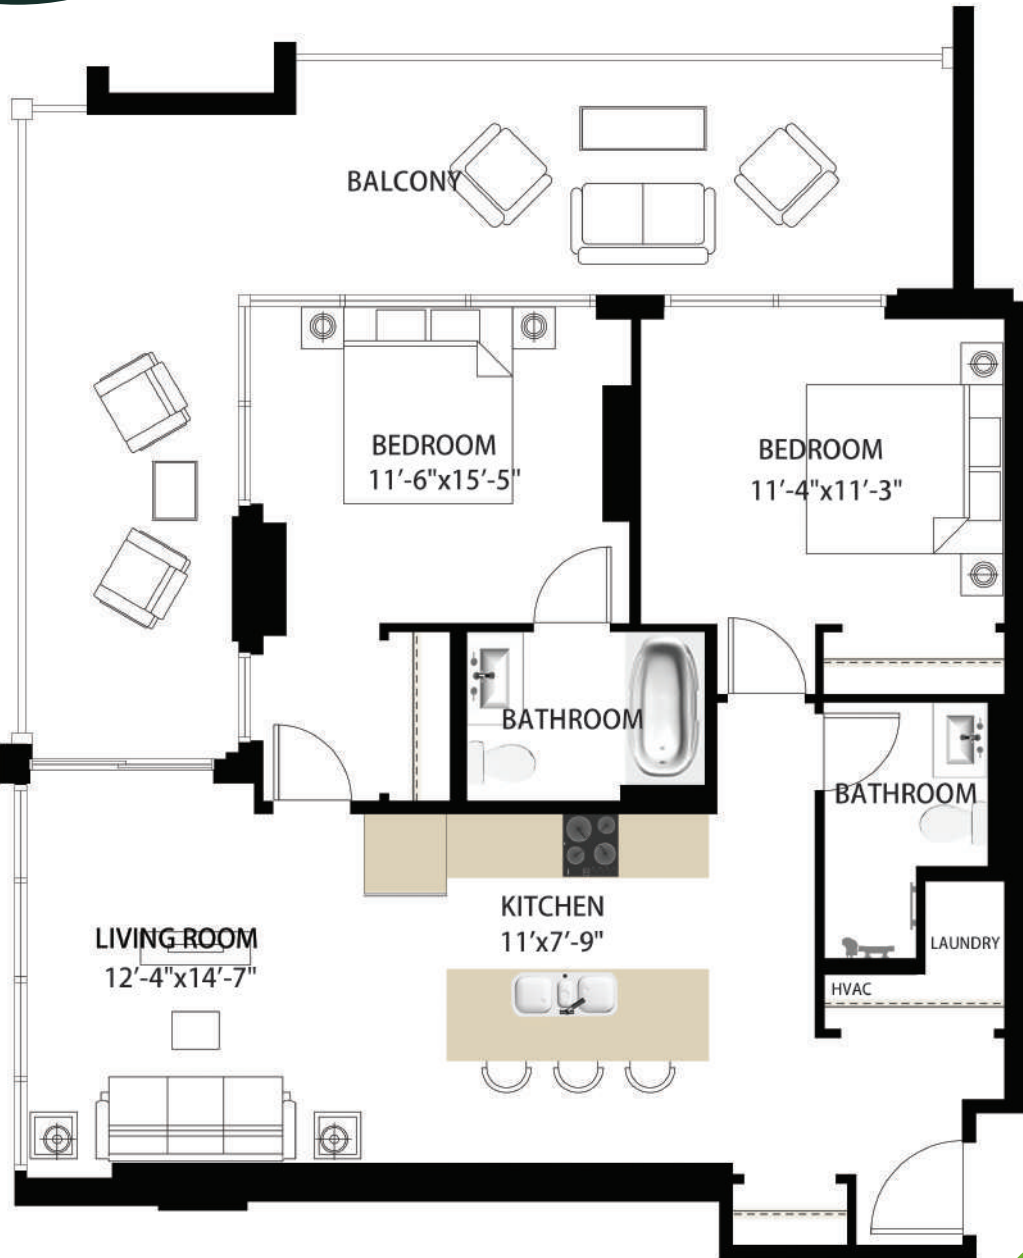 BALCONY
BEDROOM
11'-6"x15'-5"
BEDROOM
11'-4"x11'-3"
BATHROOM
BATHROOM
KITCHEN
11'x7'-9"
LIVING ROOM
12'-4"x14'-7"
LAUNDRY
HVAC